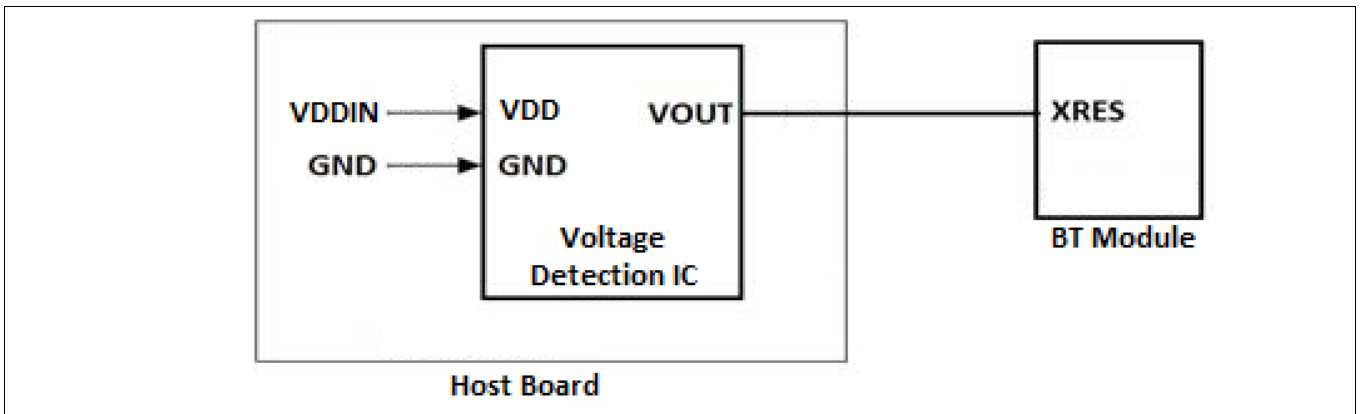 VDDIN
VDD
VOUT
XRES
GND
GND
Voltage
Detection IC
BT Module
Host Board